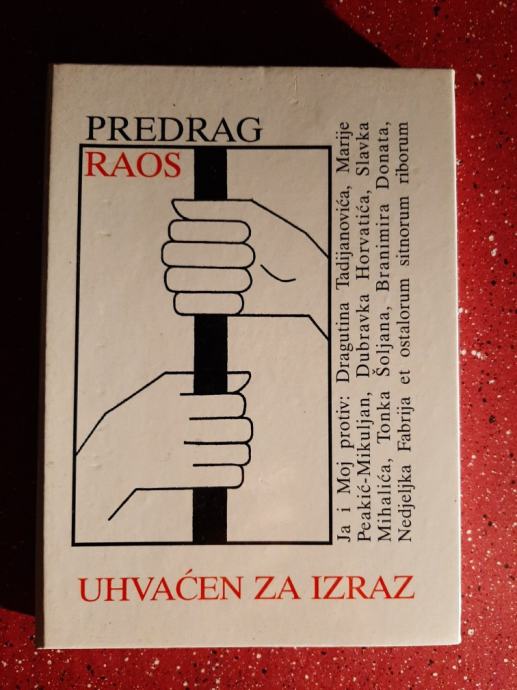 PREDRAG
RAOS
Ja i Moj protiv: Dragutina Tadijanovića, Marije
Peakić-Mikuljan, Dubravka Horvatića, Slavka
Mihalića, Tonka Šoljana, Branimira Donata,
Nedjeljka Fabrija et ostalorum sitnorum riborum
UHVAĆEN ZA IZRAZ